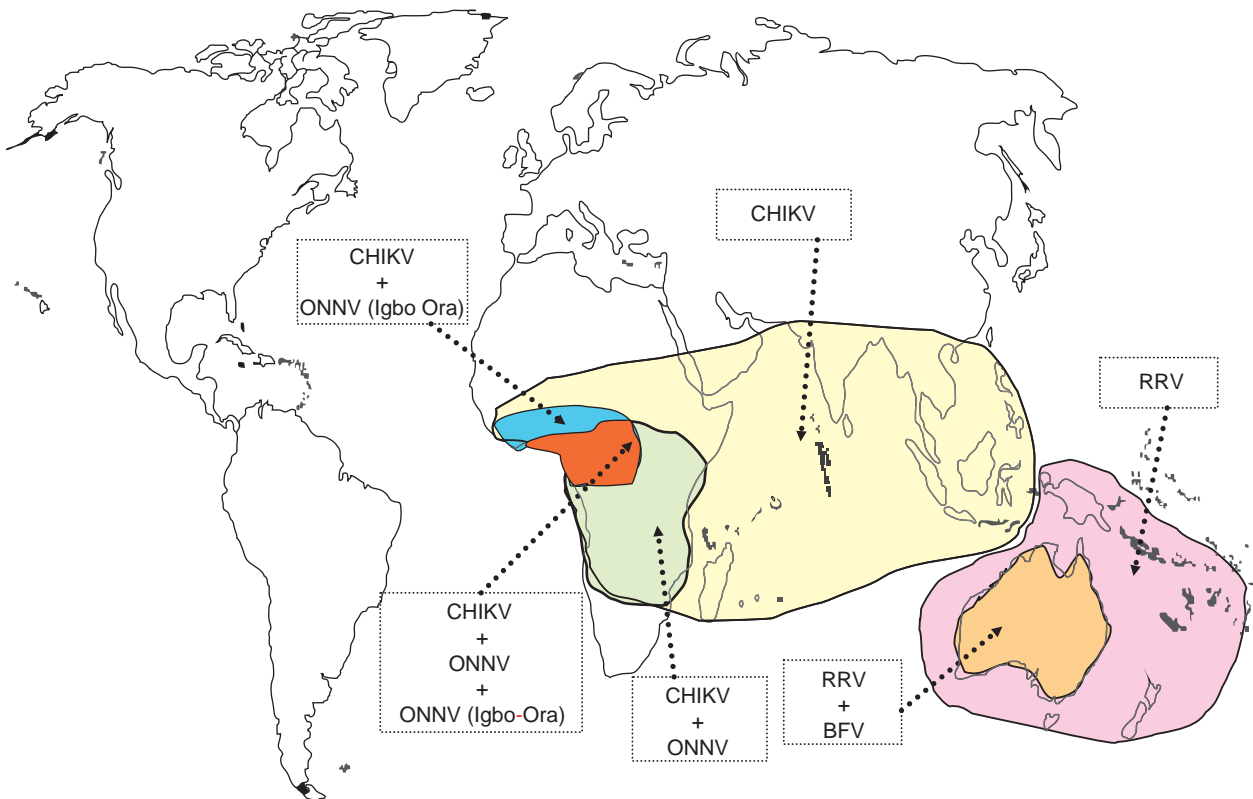 CHIKV
CHIKV
+
ONNV (Igbo Ora)
RRV
CHIKV
+
ONNV
+
ONNV (Igbo-Ora)
CHIKV
+
ONNV
RRV
+
BFV